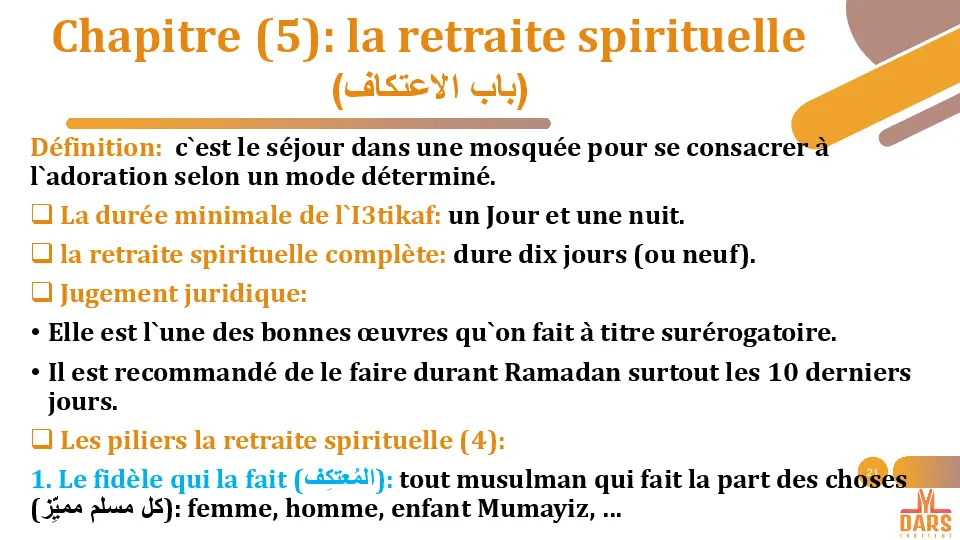 Chapitre (5): la retraite spirituelle
(باب الاعتكاف)
Définition: c`est le séjour dans une mosquée pour se consacrer à
l`adoration selon un mode déterminé.
❑ La durée minimale de l`I3tikaf: un Jour et une nuit.
❑ la retraite spirituelle complète: dure dix jours (ou neuf).
❑ Jugement juridique:
• Elle est l`une des bonnes œuvres qu`on fait à titre surérogatoire.
• Il est recommandé de le faire durant Ramadan surtout les 10 derniers
jours.
❑ Les piliers la retraite spirituelle (4):
1. Le fidèle qui la fait (المُعتكِف): tout musulman qui fait la part des choses
(كل مسلم مميِّز): femme, homme, enfant Mumayiz, ...
21
DARS
INSTITUT